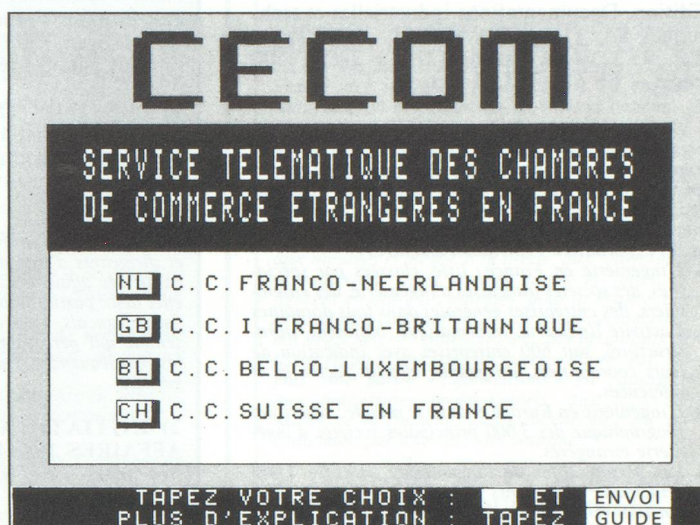 CECOM
SERVICE TELEMATIQUE DES CHAMBRES
DE COMMERCE ETRANGERES EN FRANCE
NL C.C.FRANCO-NEERLANDAISE
GB C.C.I.FRANCO-BRITANNIQUE
BL C.C.BELGO-LUXEMBOURGEOISE
CH C.C.SUISSE EN FRANCE
TAPEZ VOTRE CHOIX : ET ENVOI
PLUS D'EXPLICATION : TAPEZ GUIDE